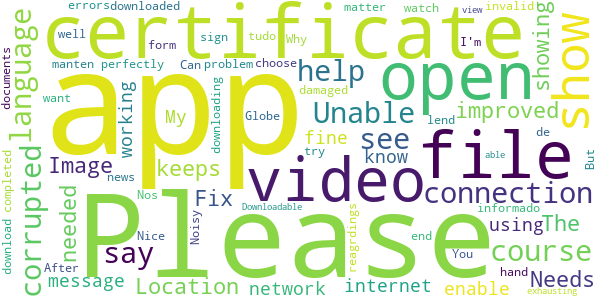 errors downloaded matter watch invalid view
certificate
well sign tudo Why I'm
manten perfectly form Can problem choose
documents
language
working
app
My
downloading
Globe
help
damaged
open
showing
show
want
Unable
fine
improved
Image
keeps
see
try
know
lend
file
de
But
corrupted
completed
needed
news
Fix
Noisy
video
connection
able
Nos
Downloadable
reagrdings
informado
download
message
say
Please
Nice
end
using
The
course
You
hand
Needs
After
Location
network
internet
enable
exhausting